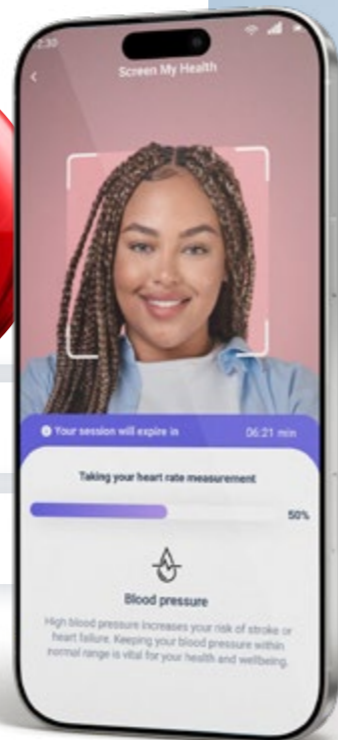 2:30
Screen My Health
Your session will expire in 06:21 min
Taking your heart rate measurement
50%
Blood pressure
High blood pressure increases your risk of stroke or
heart failure. Keeping your blood pressure within
normal range is vital for your health and wellbeing.